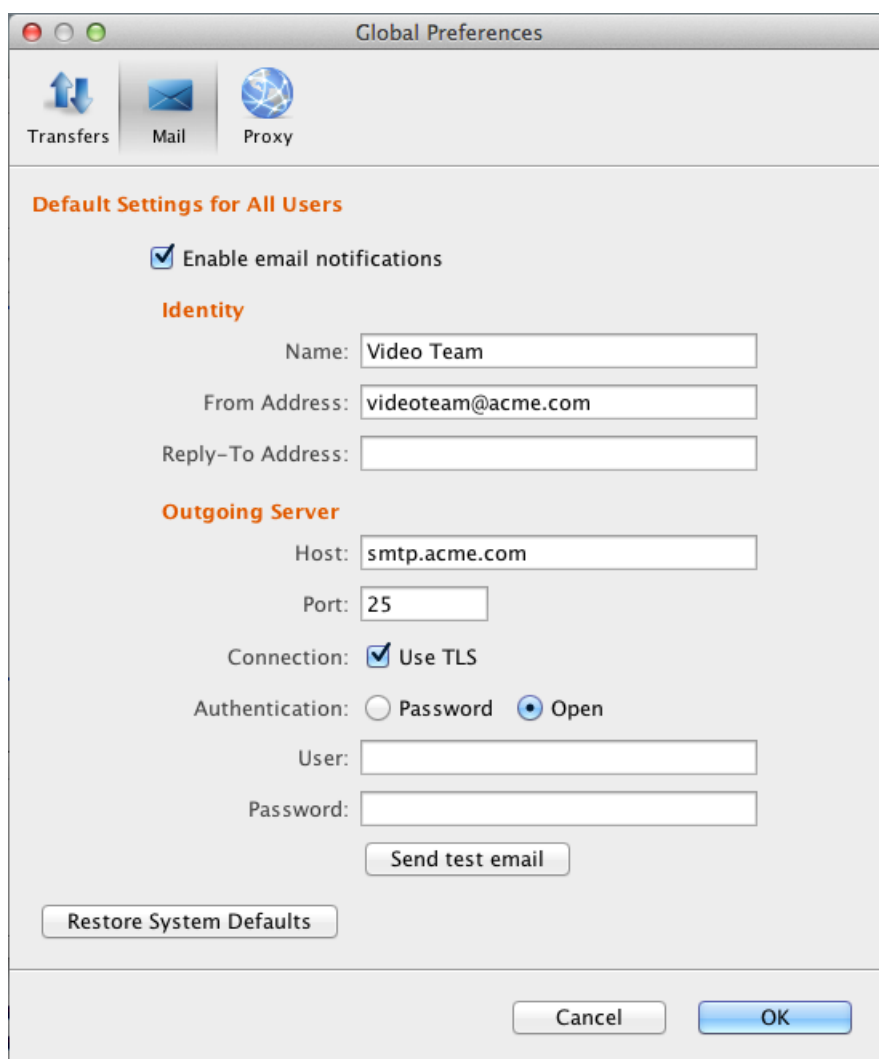 Global Preferences
Transfers Mail Proxy
Default Settings for All Users
Enable email notifications
Identity
Name: Video Team
From Address: videoteam@acme.com
Reply-To Address:
Outgoing Server
Host: smtp.acme.com
Port: 25
Connection: Use TLS
Authentication: Password Open
User:
Password:
Send test email
Restore System Defaults
Cancel OK